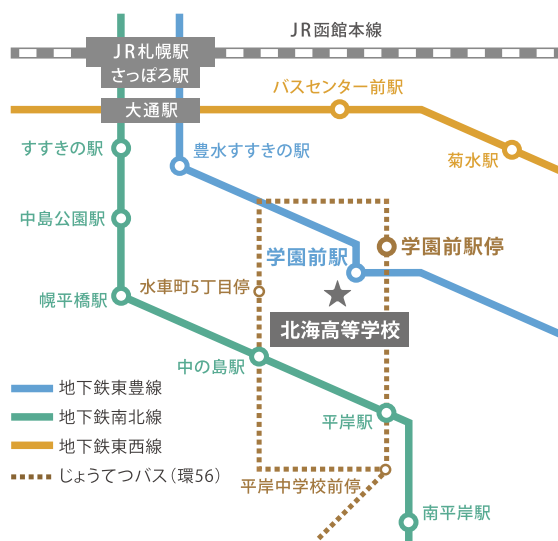 JR函館本線
JR札幌駅
さっぽろ駅
バスセンター前駅
大通駅
すすきの駅
豊水すすきの駅
菊水駅
中島公園駅
学園前駅
学園前駅停
水車町5丁目停
幌平橋駅
北海高等学校
中の島駅
地下鉄東豊線
地下鉄南北線
平岸駅
地下鉄東西線
じょうてつバス（環56）
平岸中学校前停
南平岸駅